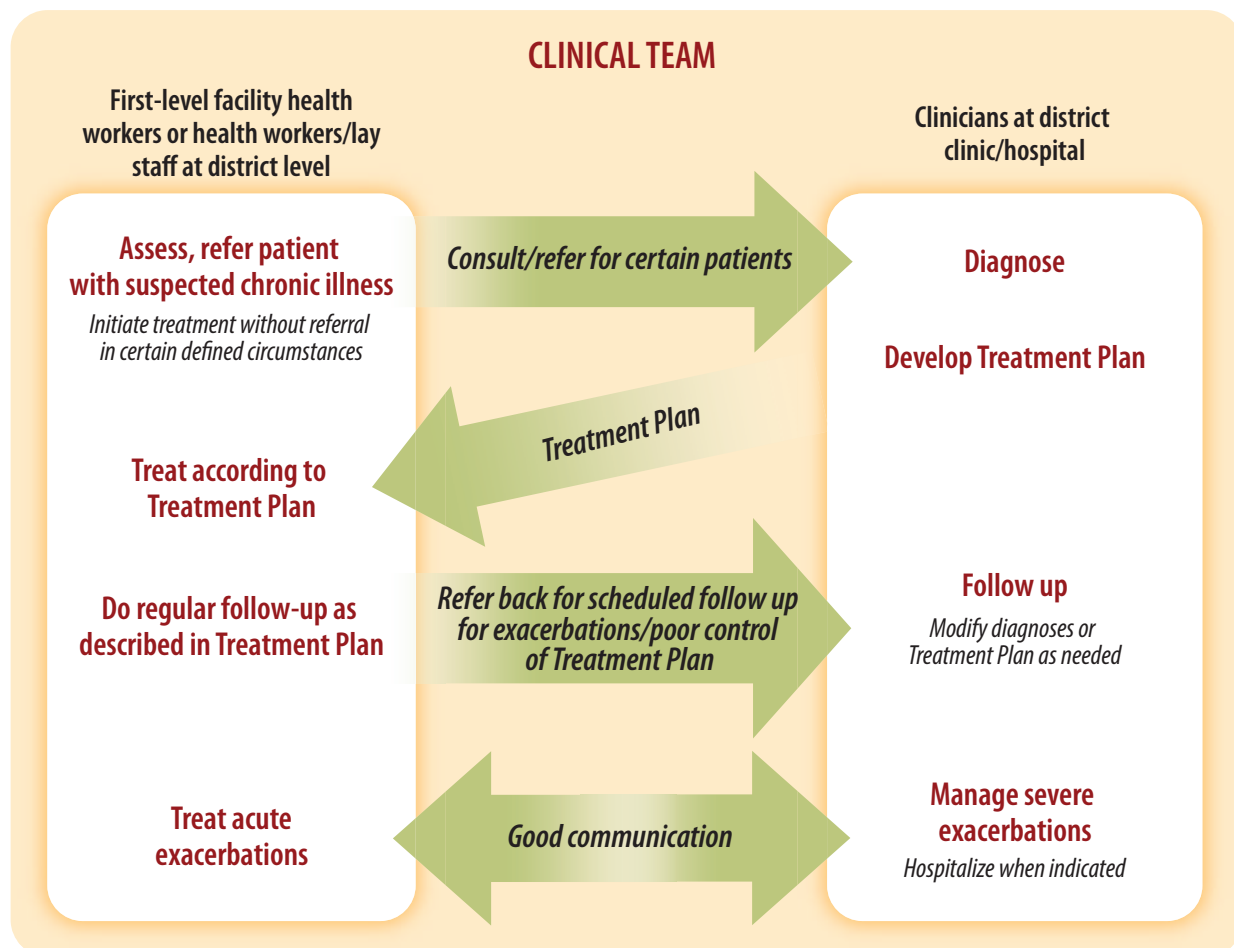 CLINICAL TEAM
First-level facility health
workers or health workers/lay
staff at district level
Clinicians at district
clinic/hospital
Assess, refer patient
with suspected chronic illness
Initiate treatment without referral
in certain defined circumstances
Consult/refer for certain patients
Diagnose
Develop Treatment Plan
Treatment Plan
Treat according to
Treatment Plan
Do regular follow-up as
described in Treatment Plan
Refer back for scheduled follow up
for exacerbations/poor control
of Treatment Plan
Follow up
Modify diagnoses or
Treatment Plan as needed
Treat acute
exacerbations
Good communication
Manage severe
exacerbations
Hospitalize when indicated